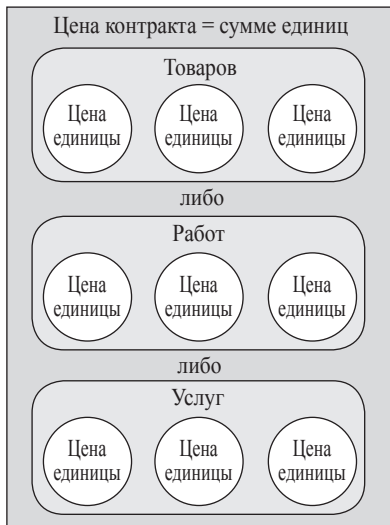 Цена контракта = сумме единиц
Товаров
Цена Цена Цена
единицы единицы единицы
либо
Работ
Цена Цена Цена
единицы единицы единицы
либо
Услуг
Цена Цена Цена
единицы единицы единицы